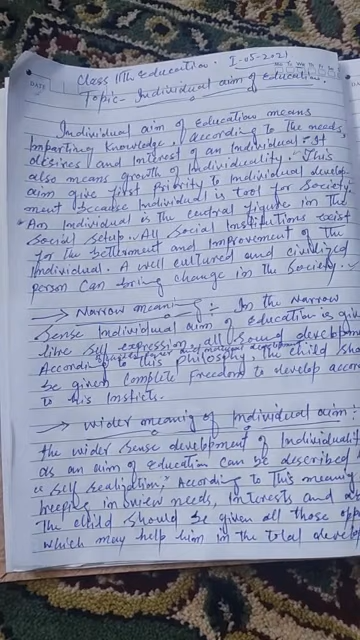 Class 11th education. 1-05-2021
DATE
Topic- Individual aim of Education.
Individual aim of Education means
Imparting Knowledge, according to the needs,
desires and Interest of an Individual. It
also means growth of Individuality. This
aim give first Priority to Individual develop
ment because Individual is tool for Society.
An Individual is the central figure in the
Social setup. All Social Institutions exist
for the betterment and Improvement of the
Individual. A well cultured and civilized
person Can bring change in the Society.
→ Narrow meaning:- In the Narrow
Sense Individual aim of education is give
like self expression, all Sound developm
According to this Philosophy, the child sho
be given Complete freedom to develop accor
to his Insticts.
→ wider meaning of Individual aim:
the wider sense development of Individualit
as an aim of education can be described
"Self Realization". According to this meaning
keeping in view needs, Interests and a
The child should be given all those opp
which may help him in the total develop